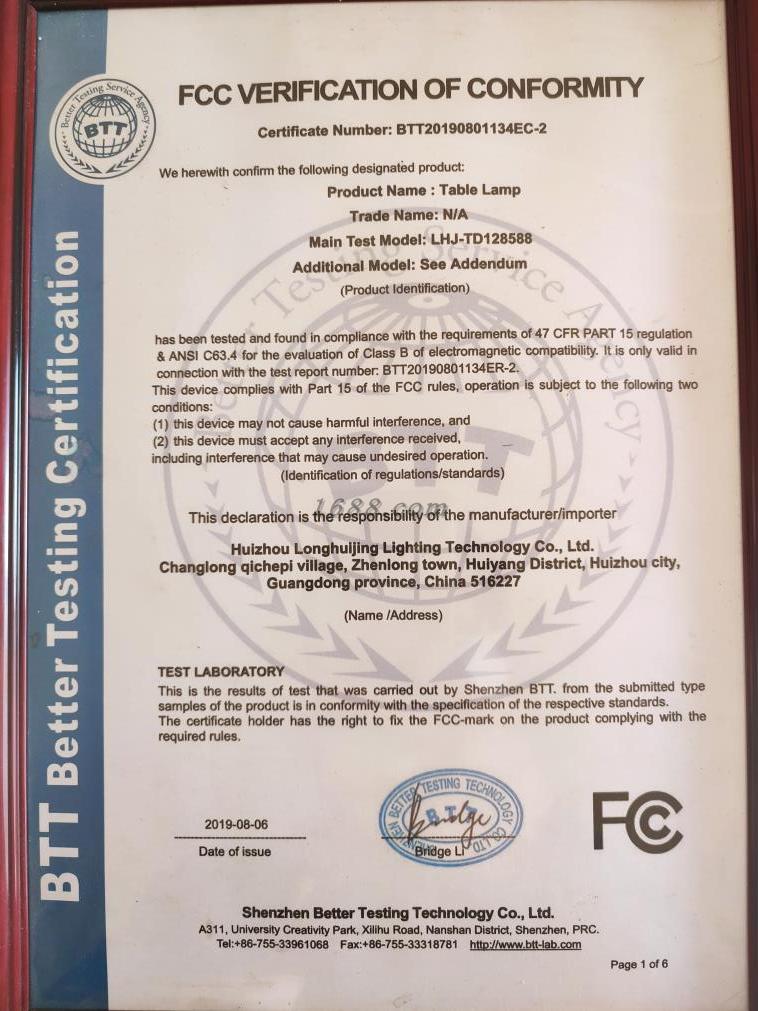 Better Testing Service Agency
BTT
FCC VERIFICATION OF CONFORMITY
Certificate Number: BTT20190801134EC-2
We herewith confirm the following designated product:
Product Name : Table Lamp
Trade Name: N/A
Main Test Model: LHJ-TD128588
Additional Model: See Addendum
(Product Identification)
has been tested and found in compliance with the requirements of 47 CFR PART 15 regulation
& ANSI C63.4 for the evaluation of Class B of electromagnetic compatibility. It is only valid in
connection with the test report number: BTT20190801134ER-2.
This device complies with Part 15 of the FCC rules, operation is subject to the following two
conditions:
(1) this device may not cause harmful interference, and
(2) this device must accept any interference received,
including interference that may cause undesired operation.
(Identification of regulations/standards)
1688.com
This declaration is the responsibility of the manufacturer/importer
Huizhou Longhuijing Lighting Technology Co., Ltd.
Changlong qichepi village, Zhenlong town, Huiyang District, Huizhou city,
Guangdong province, China 516227
(Name /Address)
TEST LABORATORY
This is the results of test that was carried out by Shenzhen BTT. from the submitted type
samples of the product is in conformity with the specification of the respective standards.
The certificate holder has the right to fix the FCC-mark on the product complying with the
required rules.
2019-08-06
Date of issue
SHENZHEN BETTER TESTING TECHNOLOGY CO LTD
BTT
Bridge
Bridge Li
FC
Shenzhen Better Testing Technology Co., Ltd.
A311, University Creativity Park, Xilihu Road, Nanshan District, Shenzhen, PRC.
Tel:+86-755-33961068 Fax:+86-755-33318781 http://www.btt-lab.com
Page 1 of 6
BTT Better Testing Certification
Better Testing Service Agency
BTT